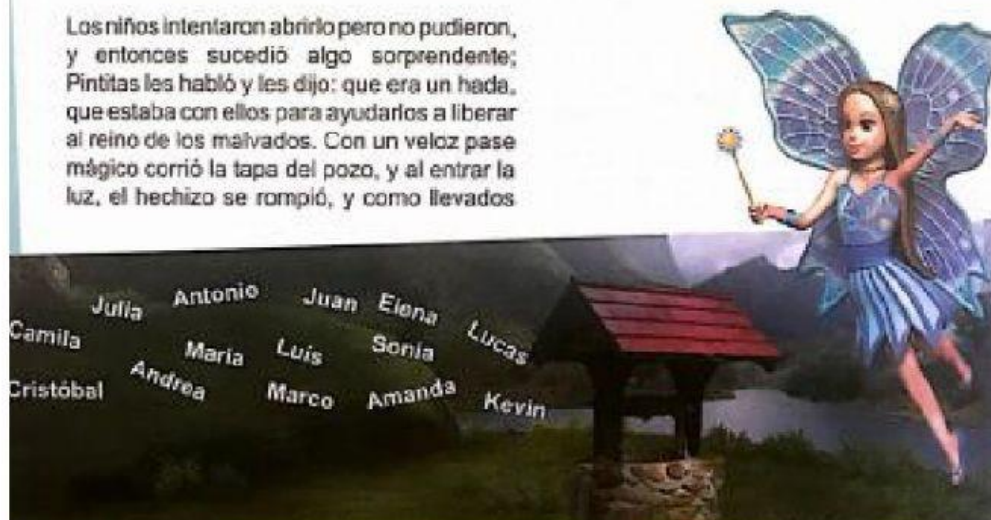 Los niños intentaron abrirlo pero no pudieron,
y entonces sucedió algo sorprendente;
Pintitas les habló y les dijo: que era un hada,
que estaba con ellos para ayudarlos a liberar
al reino de los malvados. Con un veloz pase
mágico corrió la tapa del pozo, y al entrar la
luz, el hechizo se rompió, y como llevados
Julia Antonio Juan Elena
Camila María Luis Sonia Lucas
Cristóbal Andrea Marco Amanda Kevin